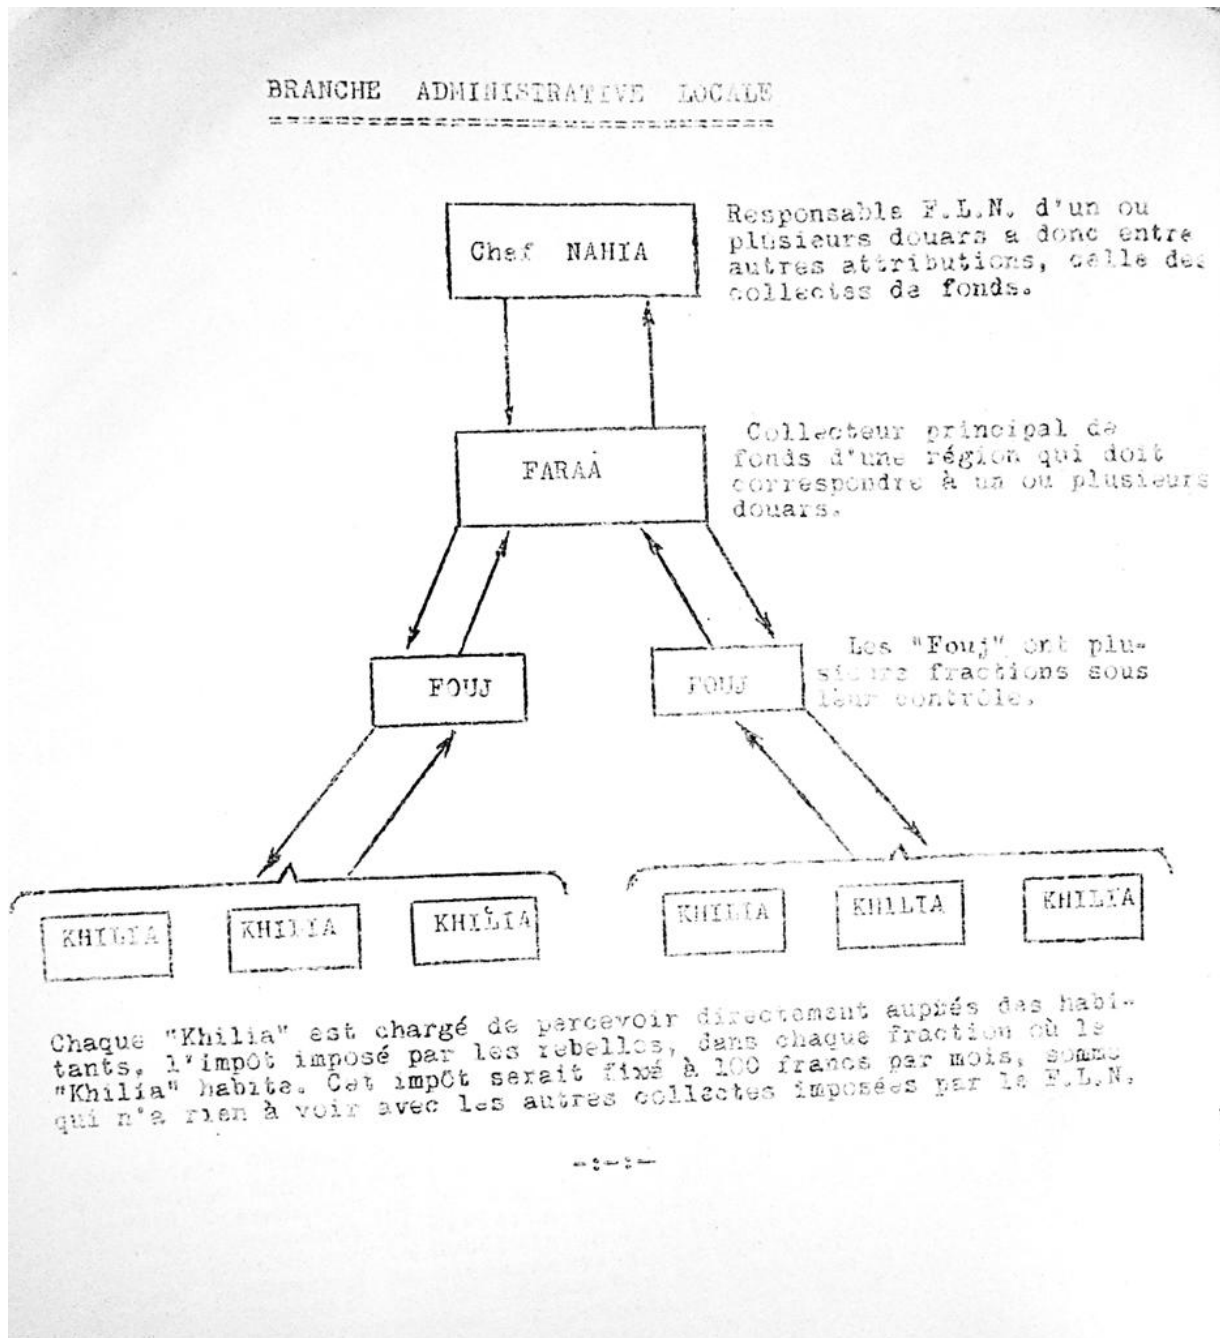 BRANCHE ADMINISTRATIVE LOCALE
Chef NAHIA
Responsable F.L.N. d'un ou
plusieurs douars a donc entre
autres attributions, celle des
collectes de fonds.
FARAÁ
Collecteur principal de
fonds d'une région qui doit
correspondre à un ou plusieurs
douars.
FOUJ
FOUJ
Les "Fouj" ont plu-
sieurs fractions sous
leur contrôle.
KHILIA
KHILIA
KHILIA
KHILIA
KHILIA
KHILIA
Chaque "Khilia" est chargé de percevoir directement auprés des habi-
tants, l'impôt imposé par les rebelles, dans chaque fraction où le
"Khilia" habite. Cet impôt serait fixé à 100 francs par mois, somme
qui n'a rien à voir avec les autres collectes imposées par le F.L.N.
-:-:-